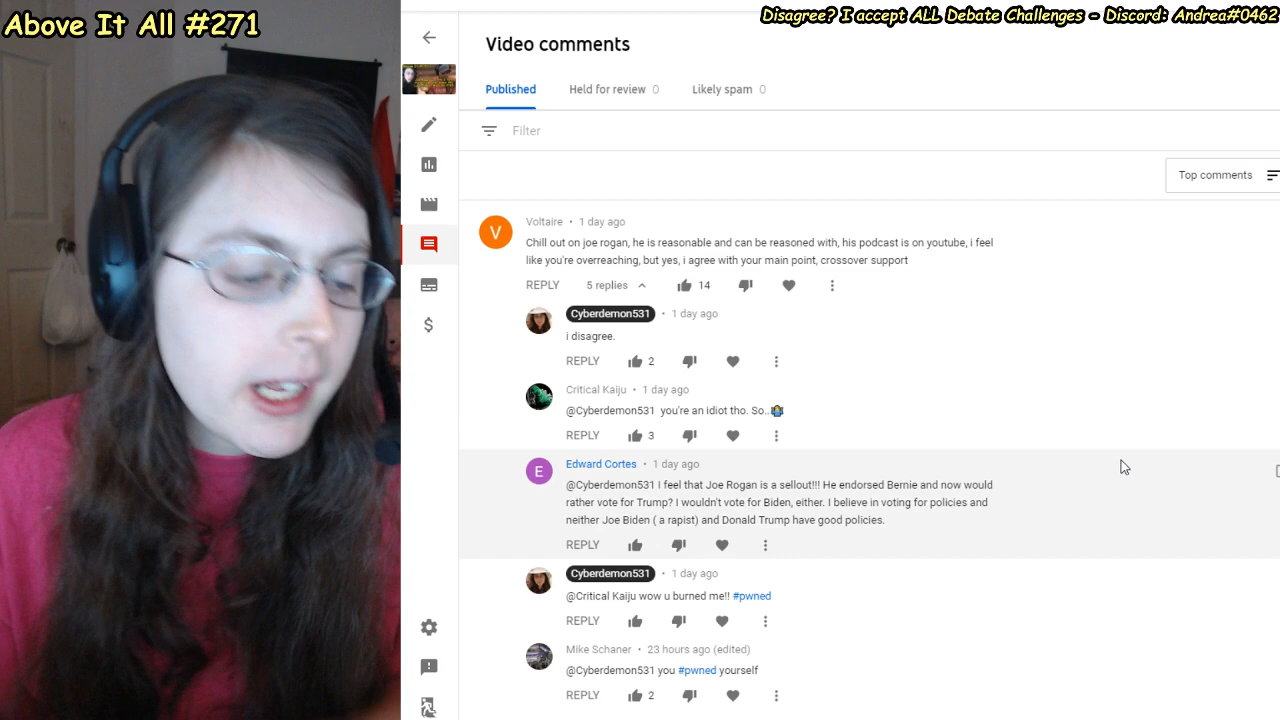 Above It All #271
Disagree? I accept ALL Debate Challenges - Discord: Andrea#0462
Video comments
Published
Held for review 0
Likely spam 0
Filter
Top comments
V
Voltaire • 1 day ago
Chill out on joe rogan, he is reasonable and can be reasoned with, his podcast is on youtube, i feel
like you're overreaching, but yes, i agree with your main point, crossover support
REPLY 5 replies 14
Cyberdemon531 • 1 day ago
i disagree.
REPLY 2
Critical Kaiju • 1 day ago
@Cyberdemon531 you're an idiot tho. So..🤷‍♂️
REPLY 3
E
Edward Cortes • 1 day ago
@Cyberdemon531 I feel that Joe Rogan is a sellout!!! He endorsed Bernie and now would
rather vote for Trump? I wouldn't vote for Biden, either. I believe in voting for policies and
neither Joe Biden ( a rapist) and Donald Trump have good policies.
REPLY
Cyberdemon531 • 1 day ago
@Critical Kaiju wow u burned me!! #pwned
REPLY
Mike Schaner • 23 hours ago (edited)
@Cyberdemon531 you #pwned yourself
REPLY 2